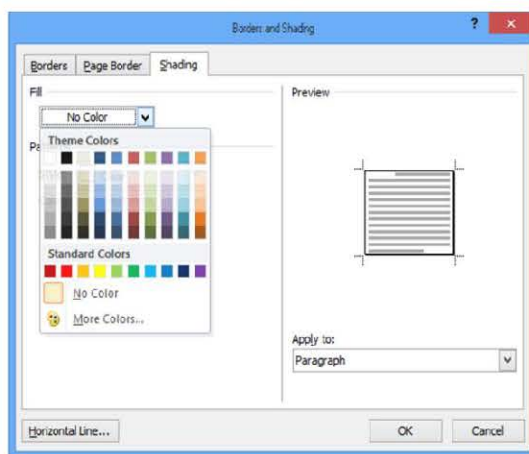 Borders and Shading
?
x
Borders
Page Border
Shading
Fill
No Color
Pa
Theme Colors
Standard Colors
No Color
More Colors...
Preview
Apply to:
Paragraph
Horizontal Line...
OK
Cancel